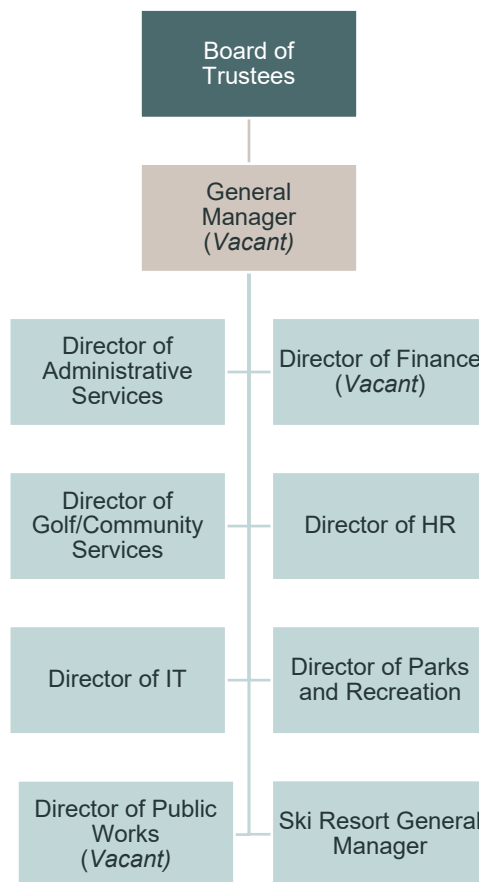 Board of
Trustees
General
Manager
(Vacant)
Director of
Administrative
Services
Director of Finance
(Vacant)
Director of
Golf/Community
Services
Director of HR
Director of IT
Director of Parks
and Recreation
Director of Public
Works
(Vacant)
Ski Resort General
Manager